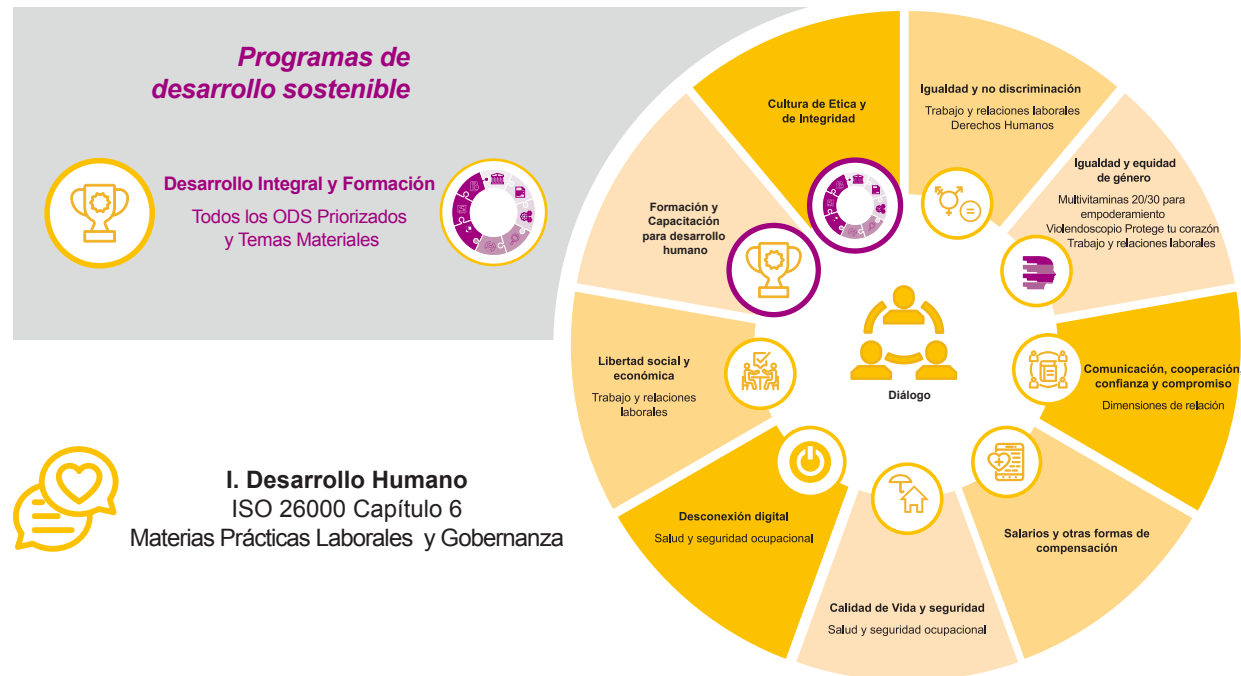 Programas de
desarrollo sostenible
Desarrollo Integral y Formación
Todos los ODS Priorizados
y Temas Materiales
I. Desarrollo Humano
ISO 26000 Capítulo 6
Materias Prácticas Laborales y Gobernanza
Cultura de Etica y
de Integridad
Igualdad y no discriminación
Trabajo y relaciones laborales
Derechos Humanos
Igualdad y equidad
de género
Multivitaminas 20/30 para
empoderamiento
Violendoscopio Protege tu corazón
Trabajo y relaciones laborales
Comunicación, cooperación,
confianza y compromiso
Dimensiones de relación
Salarios y otras formas de
compensación
Calidad de Vida y seguridad
Salud y seguridad ocupacional
Desconexión digital
Salud y seguridad ocupacional
Libertad social y
económica
Trabajo y relaciones
laborales
Formación y
Capacitación
para desarrollo
humano
Diálogo